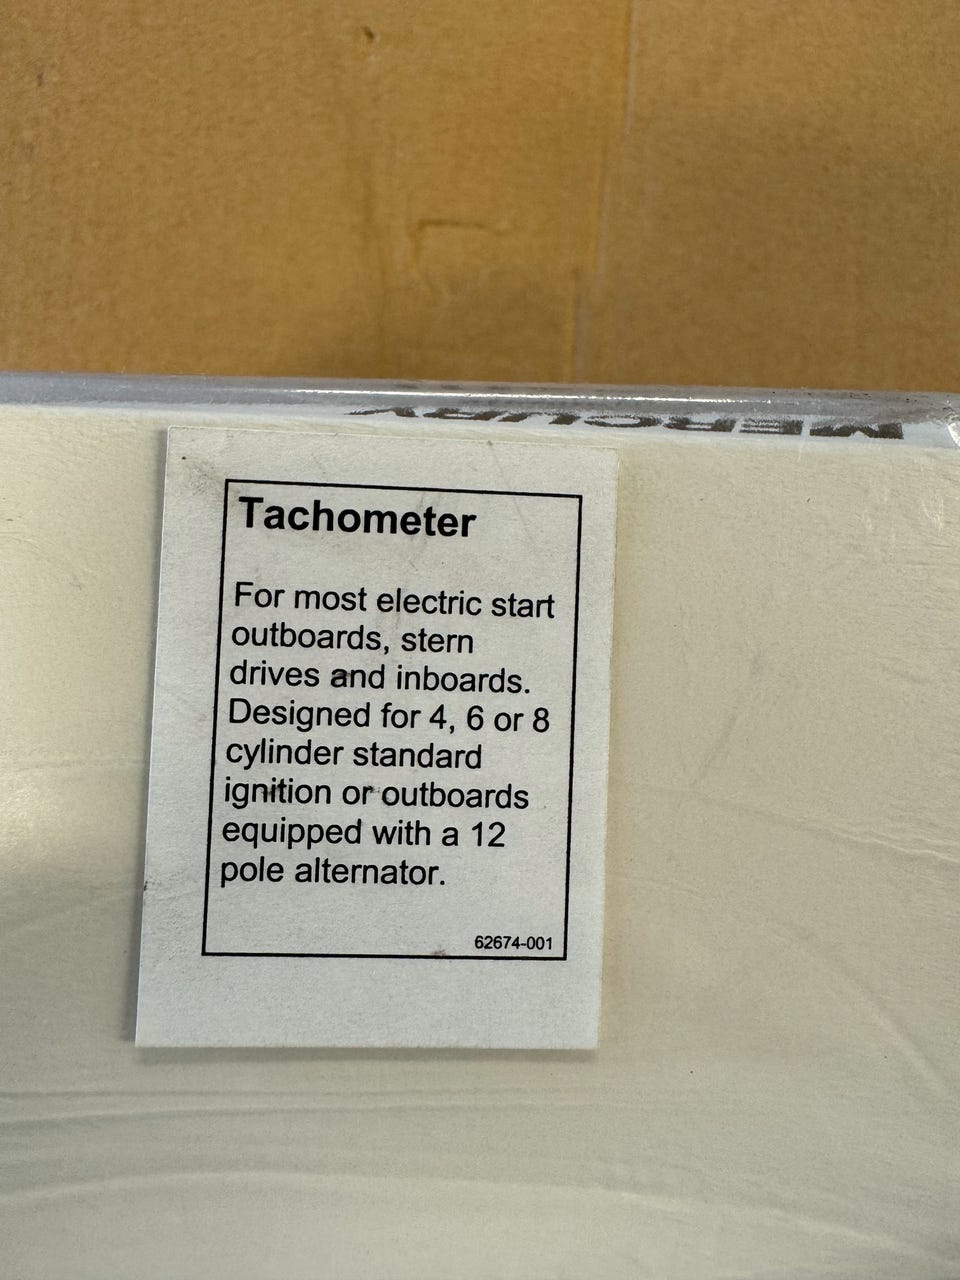 MERCURY
Tachometer
For most electric start
outboards, stern
drives and inboards.
Designed for 4, 6 or 8
cylinder standard
ignition or outboards
equipped with a 12
pole alternator.
62674-001